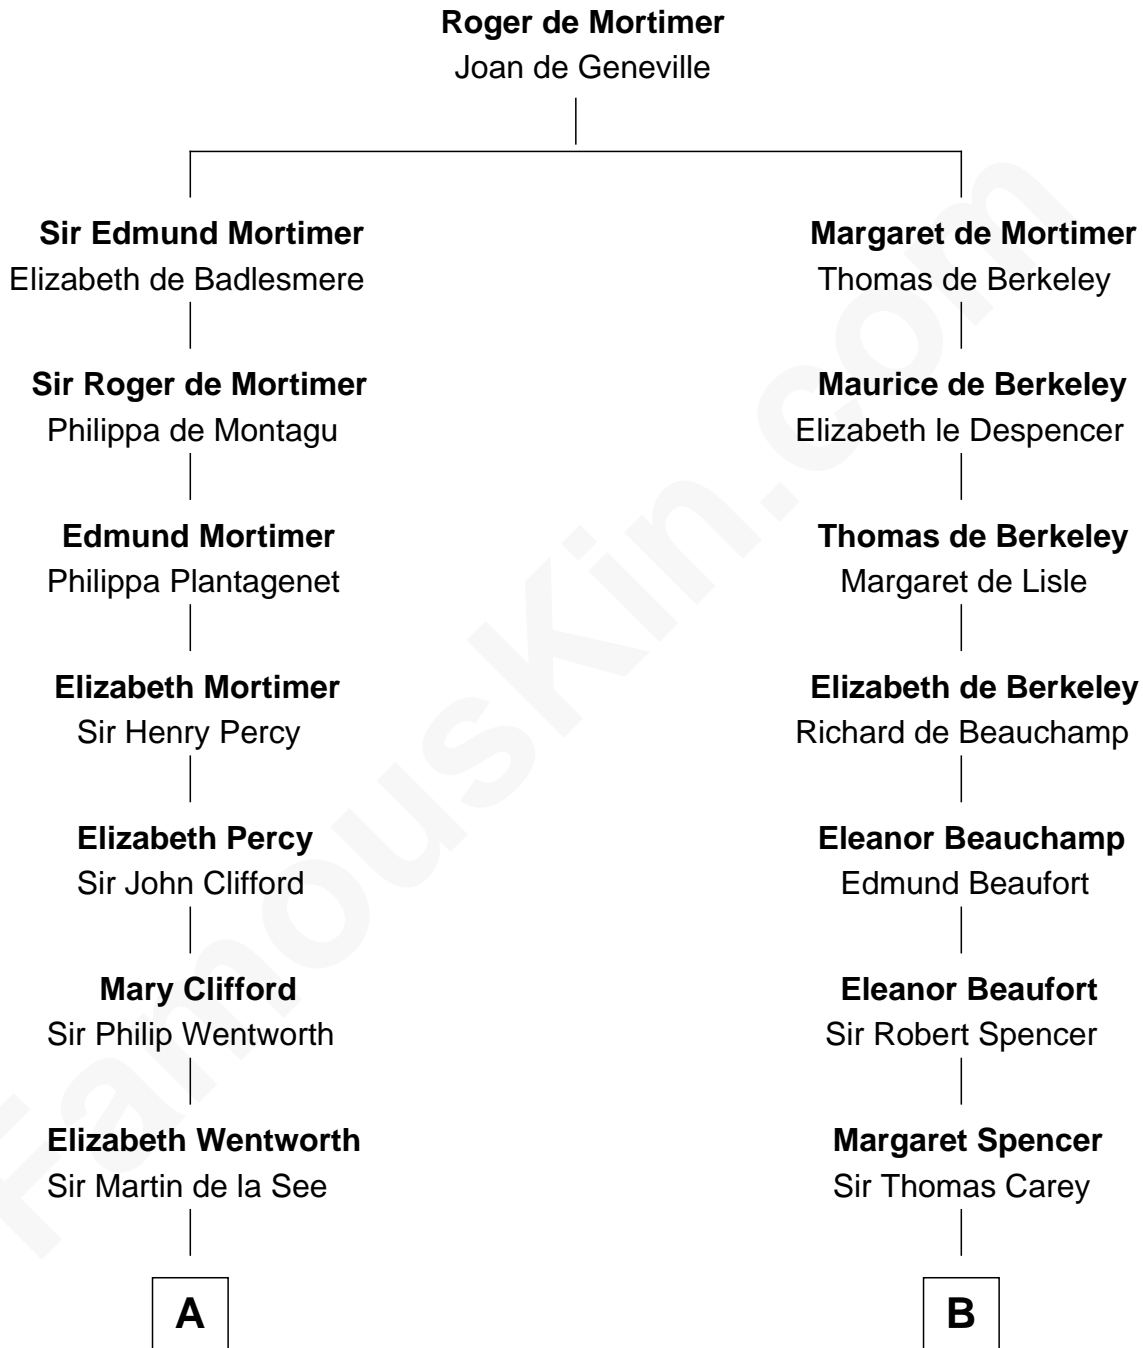 Roger de Mortimer
Joan de Geneville
Sir Edmund Mortimer
Elizabeth de Badlesmere
Margaret de Mortimer
Thomas de Berkeley
Sir Roger de Mortimer
Philippa de Montagu
Maurice de Berkeley
Elizabeth le Despencer
Edmund Mortimer
Philippa Plantagenet
Thomas de Berkeley
Margaret de Lisle
Elizabeth Mortimer
Sir Henry Percy
Elizabeth de Berkeley
Richard de Beauchamp
Elizabeth Percy
Sir John Clifford
Eleanor Beauchamp
Edmund Beaufort
Mary Clifford
Sir Philip Wentworth
Eleanor Beaufort
Sir Robert Spencer
Elizabeth Wentworth
Sir Martin de la See
Margaret Spencer
Sir Thomas Carey
A
B
FamousKin.com